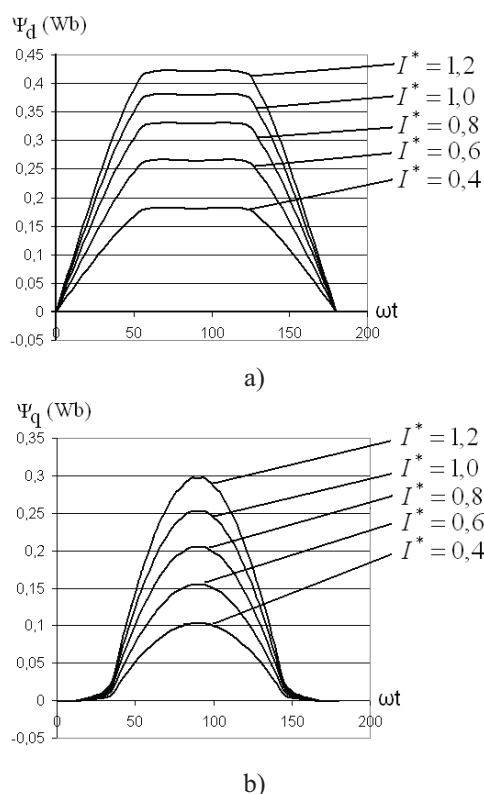 Ψd (Wb)
0,45
0,4
0,35
0,3
0,25
0,2
0,15
0,1
0,05
0
-0,05
0 50 100 150 200
ωt
I* = 1,2
I* = 1,0
I* = 0,8
I* = 0,6
I* = 0,4
a)
Ψq (Wb)
0,35
0,3
0,25
0,2
0,15
0,1
0,05
0
-0,05
0 50 100 150 200
ωt
I* = 1,2
I* = 1,0
I* = 0,8
I* = 0,6
I* = 0,4
b)